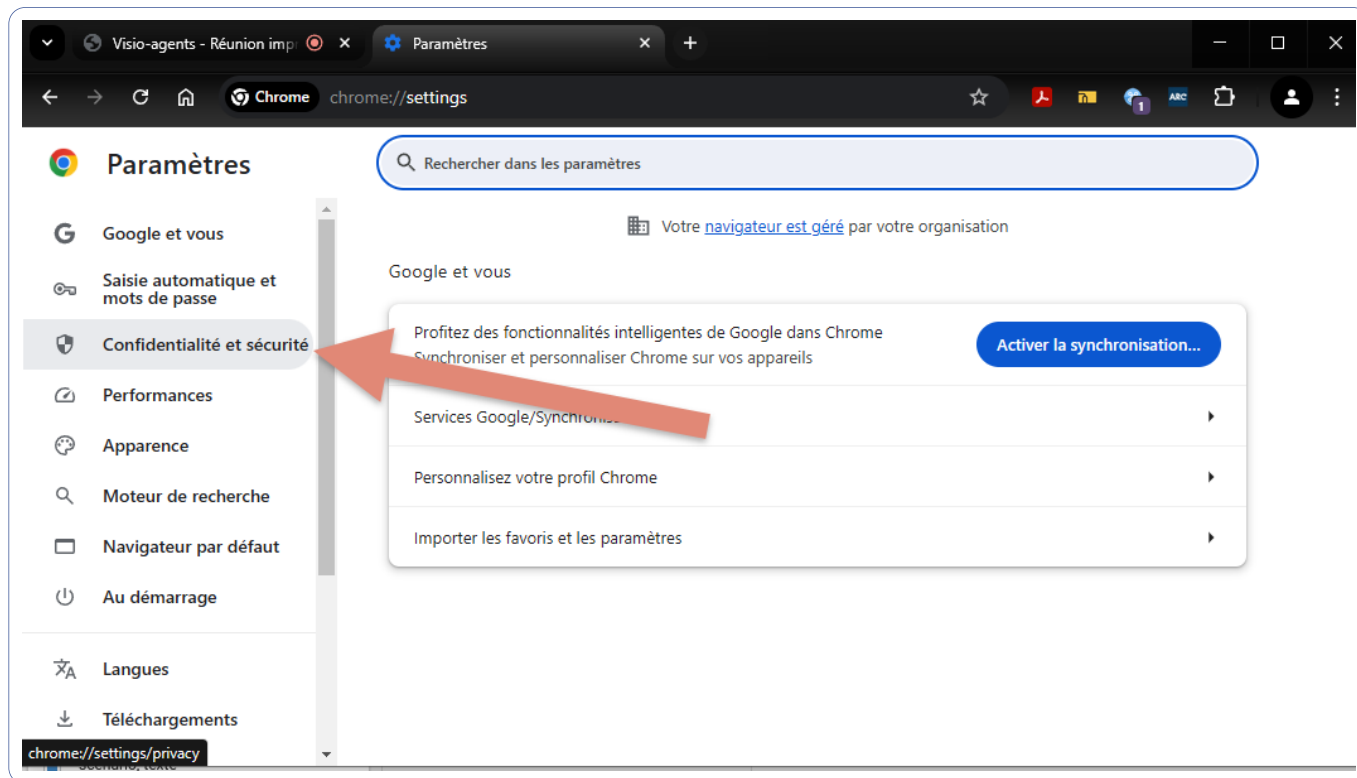 Visio-agents - Réunion imp
Paramètres
Chrome
chrome://settings
1
ARC
Paramètres
Rechercher dans les paramètres
Votre navigateur est géré par votre organisation
Google et vous
Saisie automatique et
mots de passe
Confidentialité et sécurité
Performances
Apparence
Moteur de recherche
Navigateur par défaut
Au démarrage
Langues
Téléchargements
Google et vous
Profitez des fonctionnalités intelligentes de Google dans Chrome
Synchroniser et personnaliser Chrome sur vos appareils
Activer la synchronisation...
Services Google/Synchronis
Personnalisez votre profil Chrome
Importer les favoris et les paramètres
chrome://settings/privacy